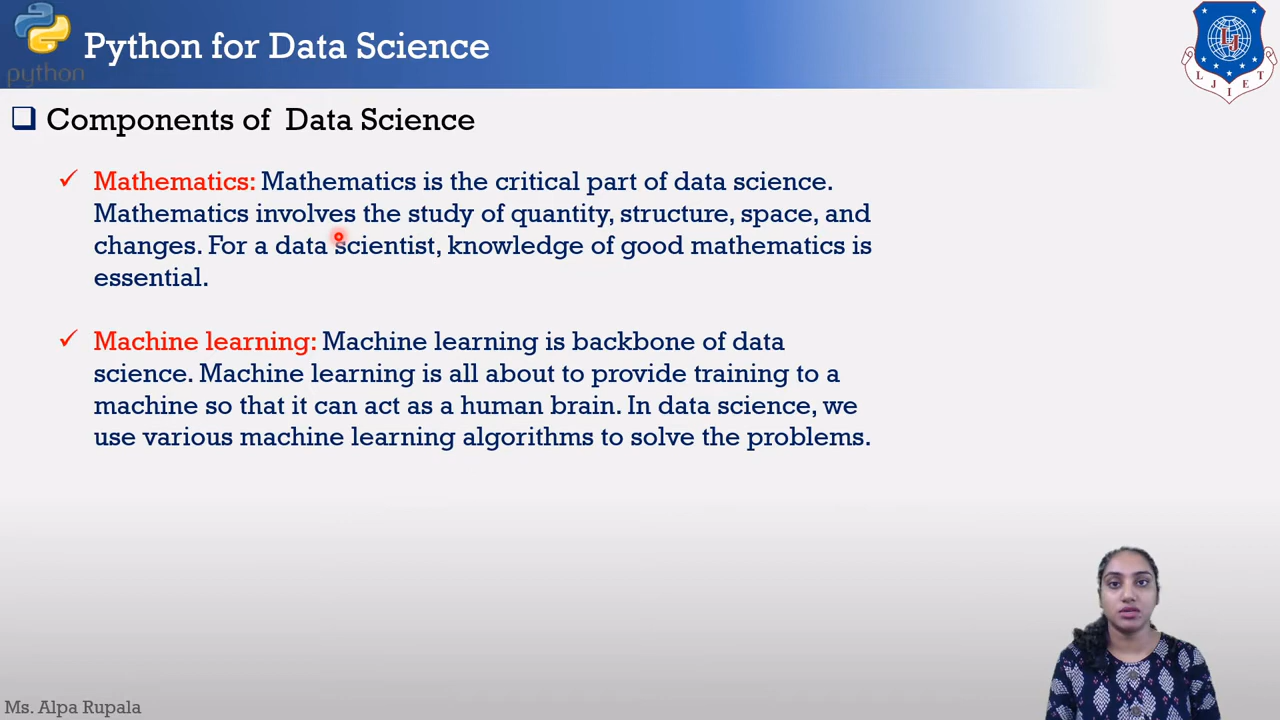 python
Python for Data Science
LJIET
Components of Data Science
Mathematics: Mathematics is the critical part of data science.
Mathematics involves the study of quantity, structure, space, and
changes. For a data scientist, knowledge of good mathematics is
essential.
Machine learning: Machine learning is backbone of data
science. Machine learning is all about to provide training to a
machine so that it can act as a human brain. In data science, we
use various machine learning algorithms to solve the problems.
Ms. Alpa Rupala